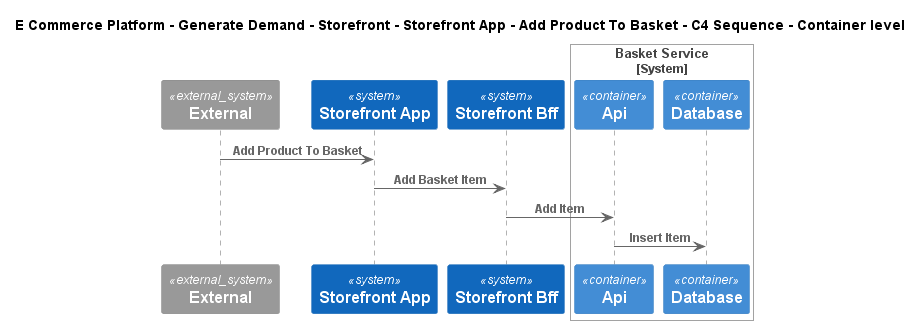 E Commerce Platform - Generate Demand - Storefront - Storefront App - Add Product To Basket - C4 Sequence - Container level
Basket Service
[System]
«external_system»
External
«system»
Storefront App
«system»
Storefront Bff
«container»
Api
«container»
Database
Add Product To Basket
Add Basket Item
Add Item
Insert Item
«external_system»
External
«system»
Storefront App
«system»
Storefront Bff
«container»
Api
«container»
Database